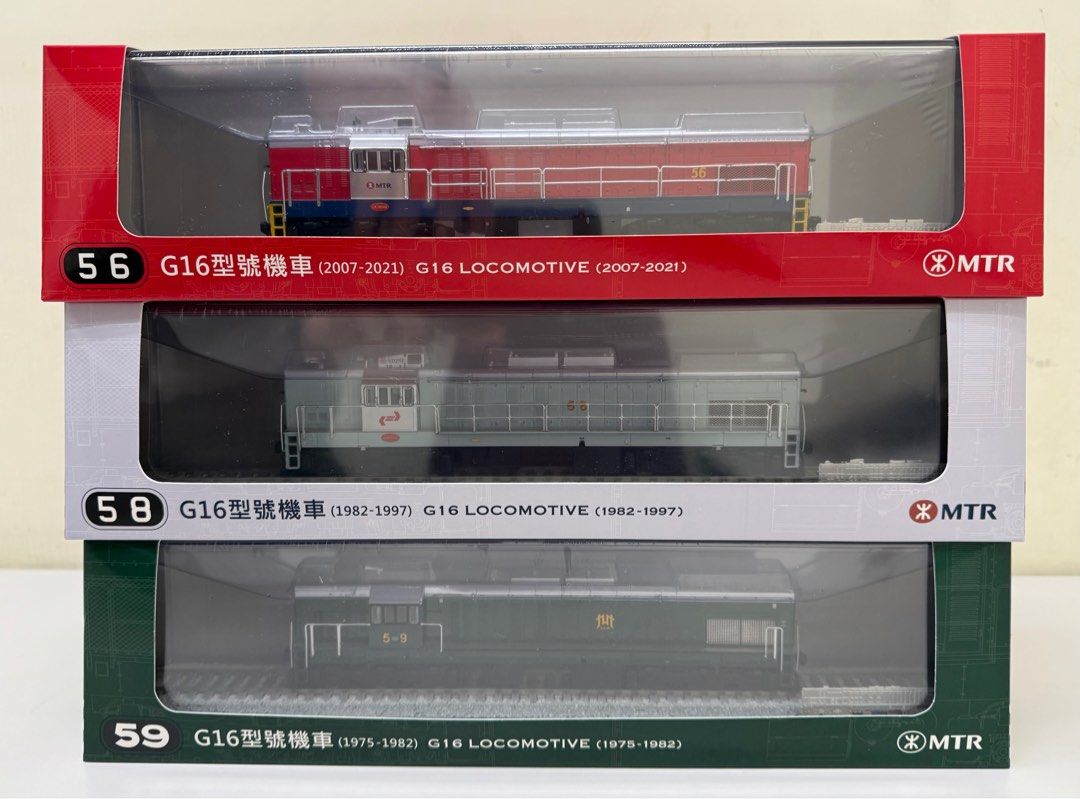 MTR
56
56 G16型號機車 (2007-2021) G16 LOCOMOTIVE (2007-2021) MTR
58 G16型號機車 (1982-1997) G16 LOCOMOTIVE (1982-1997) MTR
5 9
59 G16型號機車 (1975-1982) G16 LOCOMOTIVE (1975-1982) MTR